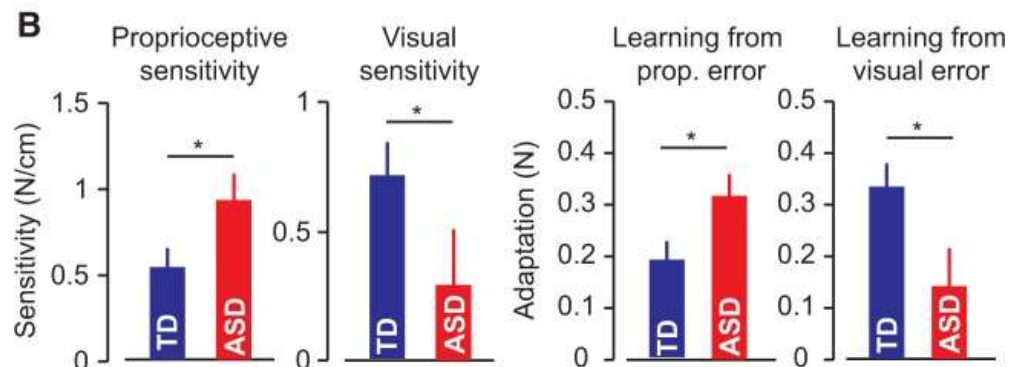 B
Proprioceptive
sensitivity
Visual
sensitivity
Learning from
prop. error
Learning from
visual error
Sensitivity (N/cm)
1.5
1
0.5
0
*
TD
ASD
1
0.5
0
*
TD
ASD
Adaptation (N)
0.5
0.4
0.3
0.2
0.1
0
*
TD
ASD
0.5
0.4
0.3
0.2
0.1
0
*
TD
ASD